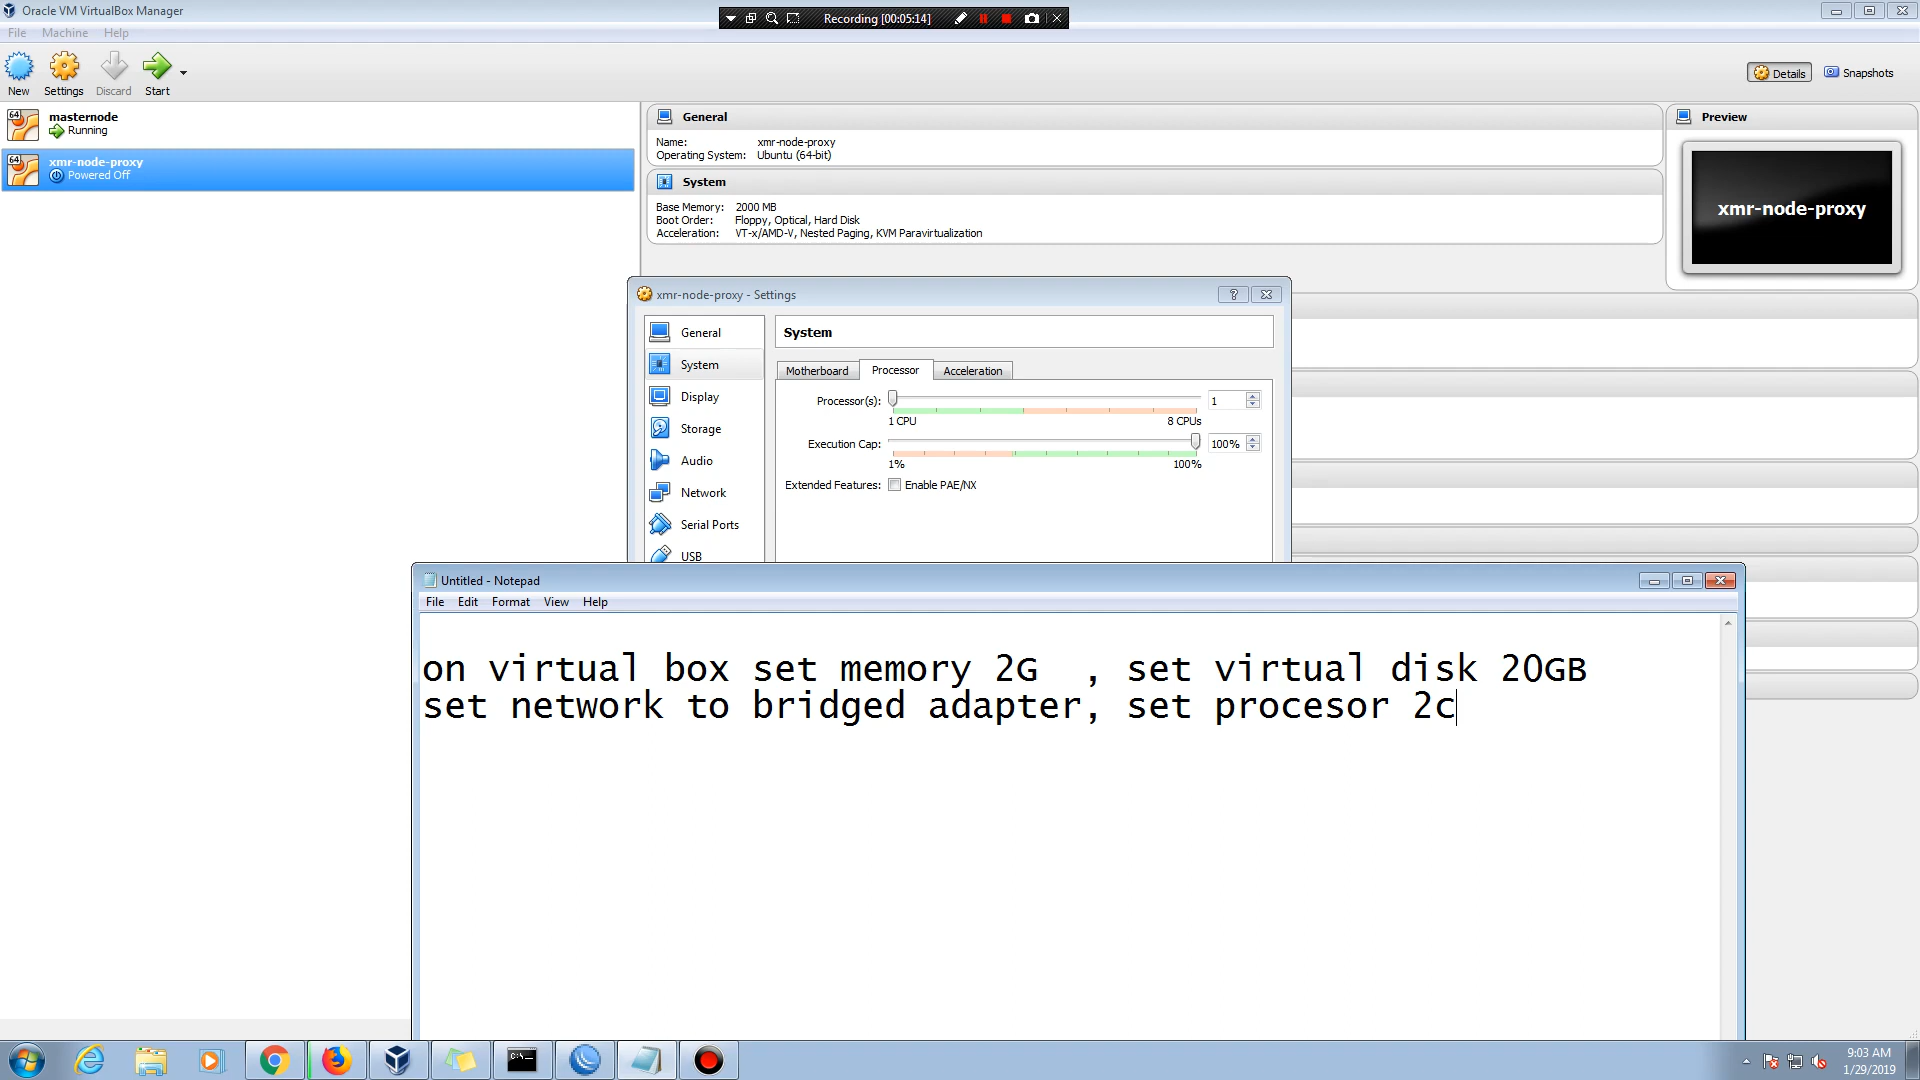 Oracle VM VirtualBox Manager
Recording [00:05:14]
File Machine Help
New Settings Discard Start
Details Snapshots
64 masternode
Running
64 xmr-node-proxy
Powered Off
General
Name: xmr-node-proxy
Operating System: Ubuntu (64-bit)
System
Base Memory: 2000 MB
Boot Order: Floppy, Optical, Hard Disk
Acceleration: VT-x/AMD-V, Nested Paging, KVM Paravirtualization
Preview
xmr-node-proxy
xmr-node-proxy - Settings
General
System
Display
Storage
Audio
Network
Serial Ports
USB
System
Motherboard Processor Acceleration
Processor(s): 1
1 CPU 8 CPUs
Execution Cap: 100%
1% 100%
Extended Features: Enable PAE/NX
Untitled - Notepad
File Edit Format View Help
on virtual box set memory 2G , set virtual disk 20GB
set network to bridged adapter, set procesor 2c
C:\_
9:03 AM
1/29/2019